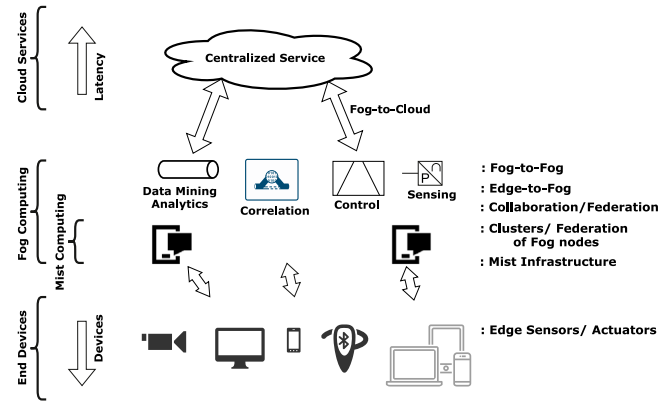 Cloud Services
Latency
Centralized Service
Fog-to-Cloud
Fog Computing
Mist Computing
Data Mining
Analytics
Correlation
Control
P
Sensing
: Fog-to-Fog
: Edge-to-Fog
: Collaboration/Federation
: Clusters/ Federation
of Fog nodes
: Mist Infrastructure
End Devices
Devices
: Edge Sensors/ Actuators